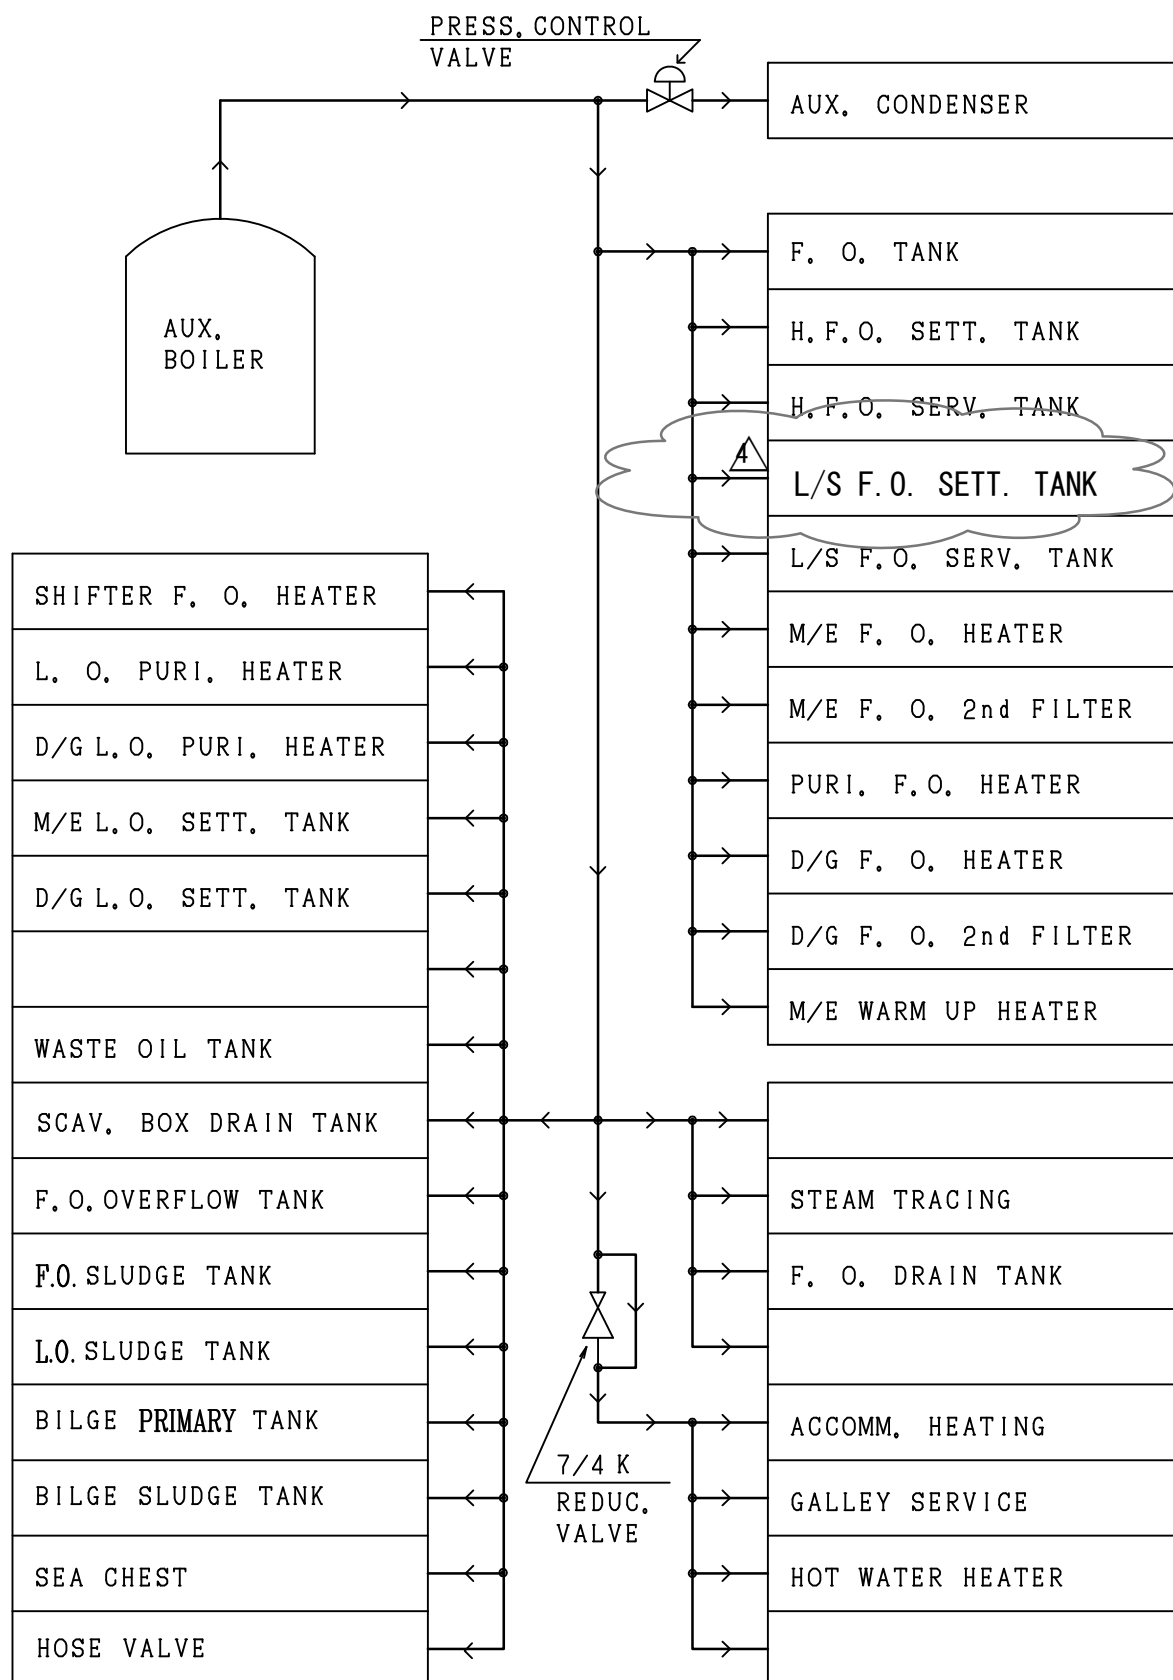 PRESS. CONTROL
VALVE
AUX. CONDENSER
AUX.
BOILER
F. O. TANK
H.F.O. SETT. TANK
H.F.O. SERV. TANK
4
L/S F.O. SETT. TANK
L/S F.O. SERV. TANK
M/E F. O. HEATER
M/E F. O. 2nd FILTER
PURI. F.O. HEATER
D/G F. O. HEATER
D/G F. O. 2nd FILTER
M/E WARM UP HEATER
SHIFTER F. O. HEATER
L. O. PURI. HEATER
D/G L.O. PURI. HEATER
M/E L.O. SETT. TANK
D/G L.O. SETT. TANK
WASTE OIL TANK
SCAV. BOX DRAIN TANK
F.O.OVERFLOW TANK
F.O. SLUDGE TANK
L.O. SLUDGE TANK
BILGE PRIMARY TANK
BILGE SLUDGE TANK
SEA CHEST
HOSE VALVE
7/4 K
REDUC.
VALVE
STEAM TRACING
F. O. DRAIN TANK
ACCOMM. HEATING
GALLEY SERVICE
HOT WATER HEATER